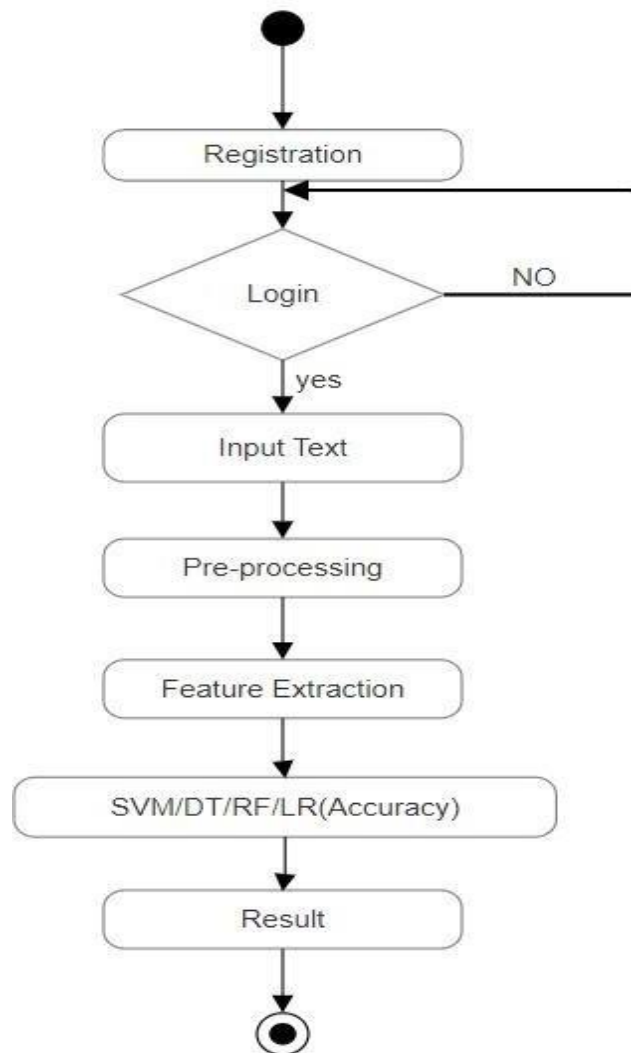 Registration
Login
NO
yes
Input Text
Pre-processing
Feature Extraction
SVM/DT/RF/LR(Accuracy)
Result